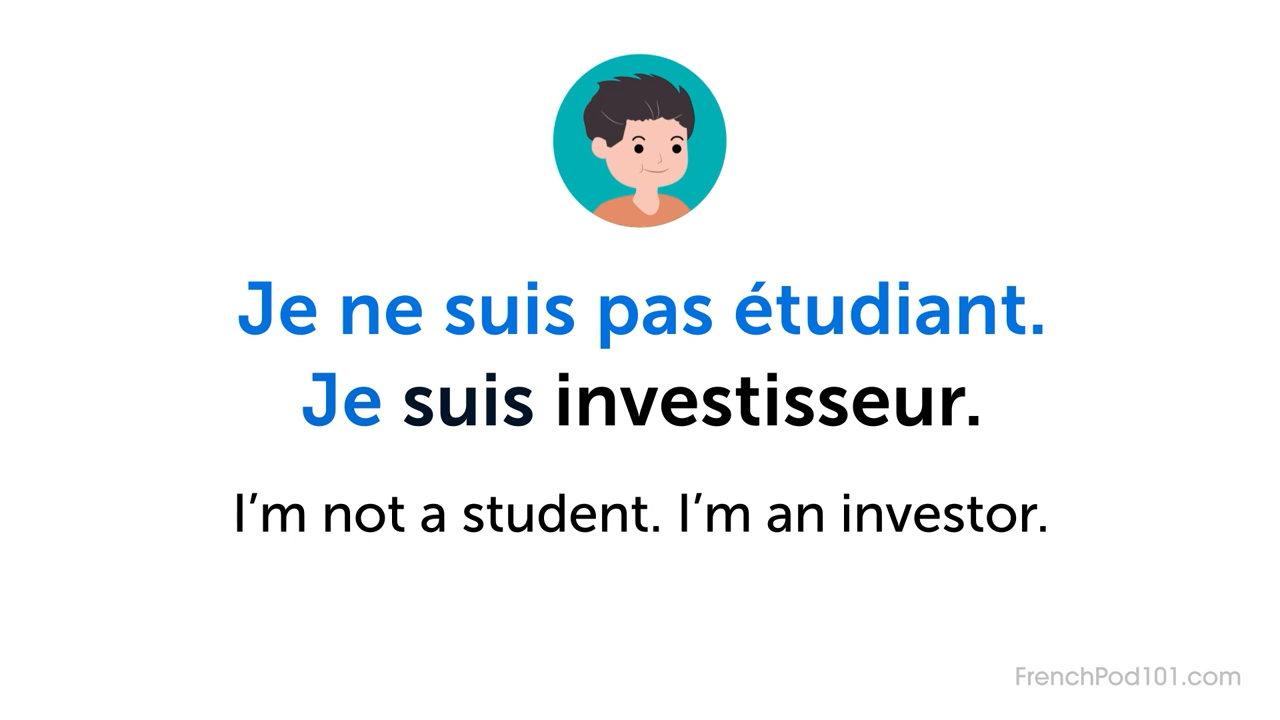 Je ne suis pas étudiant.
Je suis investisseur.
I’m not a student. I’m an investor.
FrenchPod101.com